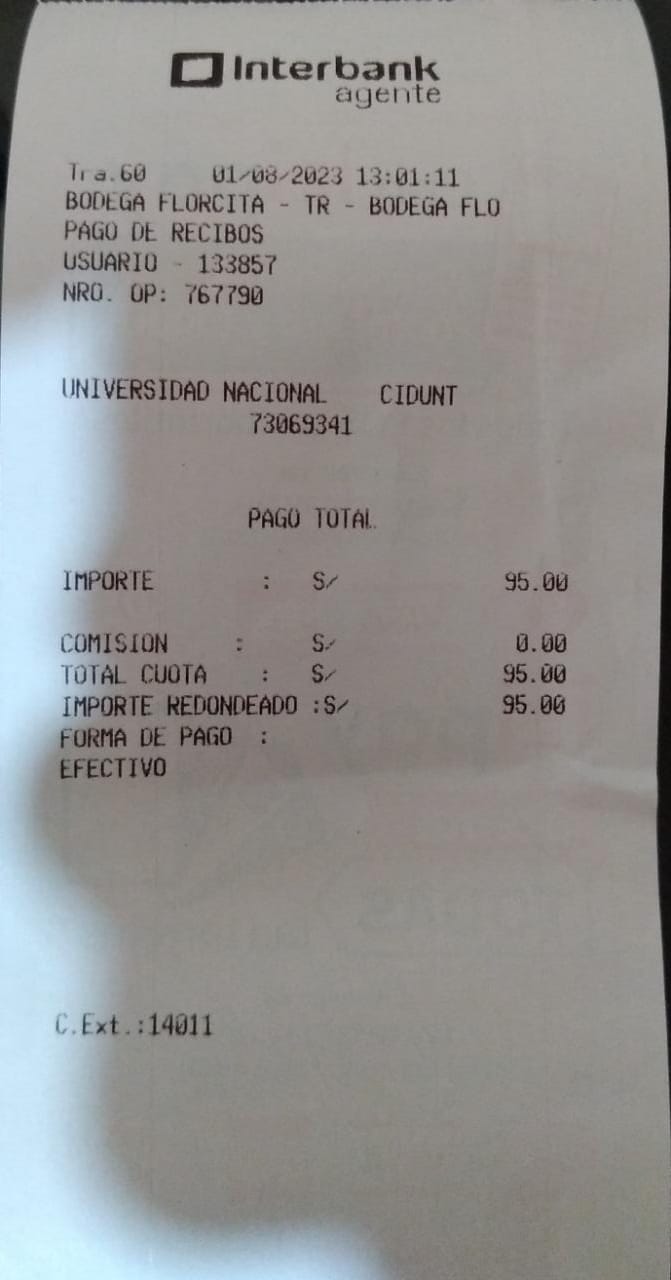 Interbank
agente
Tra.60 01/08/2023 13:01:11
BODEGA FLORCITA - TR - BODEGA FLO
PAGO DE RECIBOS
USUARIO - 133857
NRO. OP: 767790
UNIVERSIDAD NACIONAL CIDUNT
73069341
PAGO TOTAL
IMPORTE : S/ 95.00
COMISION : S/ 0.00
TOTAL CUOTA : S/ 95.00
IMPORTE REDONDEADO :S/ 95.00
FORMA DE PAGO :
EFECTIVO
C.Ext.:14011